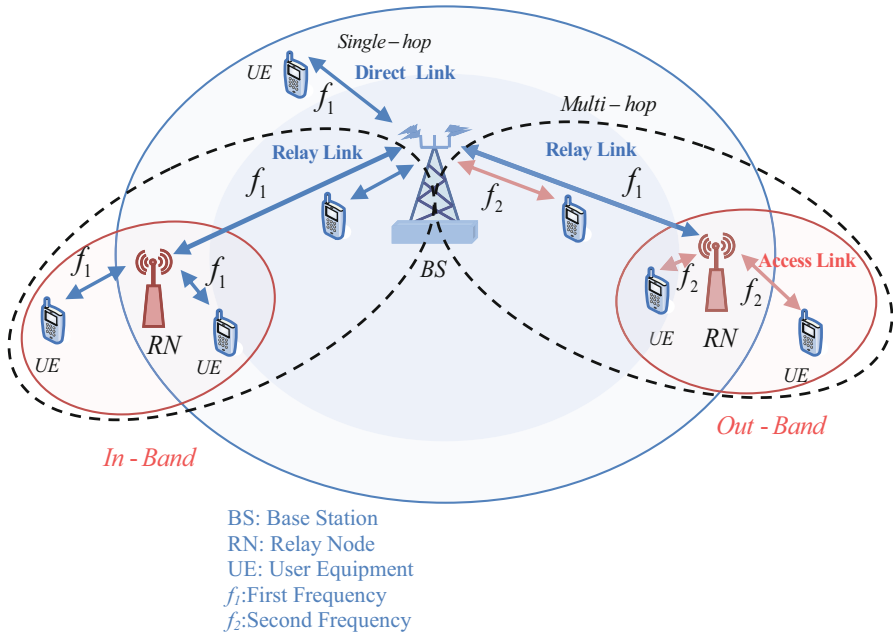 Single-hop
UE
Direct Link
f1
Multi-hop
Relay Link
Relay Link
f1
f1
f2
f1
f1
Access Link
f2
f2
BS
UE
RN
UE
UE
RN
UE
In-Band
Out-Band
BS: Base Station
RN: Relay Node
UE: User Equipment
f1:First Frequency
f2:Second Frequency